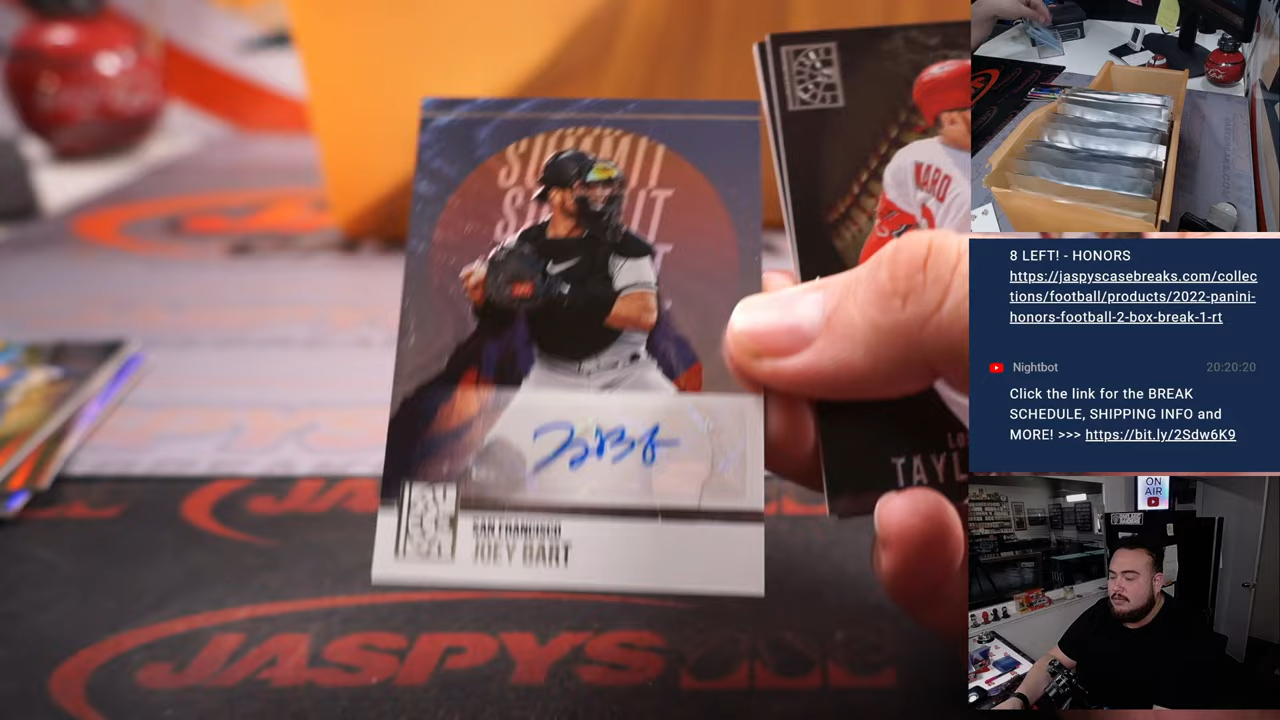 SUMMIT
SAN FRANCISCO
JOEY BART
WARD
TAYL
JASPYS
8 LEFT! - HONORS
https://jaspyscasebreaks.com/collec
tions/football/products/2022-panini-
honors-football-2-box-break-1-rt
Nightbot
20:20:20
Click the link for the BREAK
SCHEDULE, SHIPPING INFO and
MORE! >>> https://bit.ly/2Sdw6K9
ON
AIR